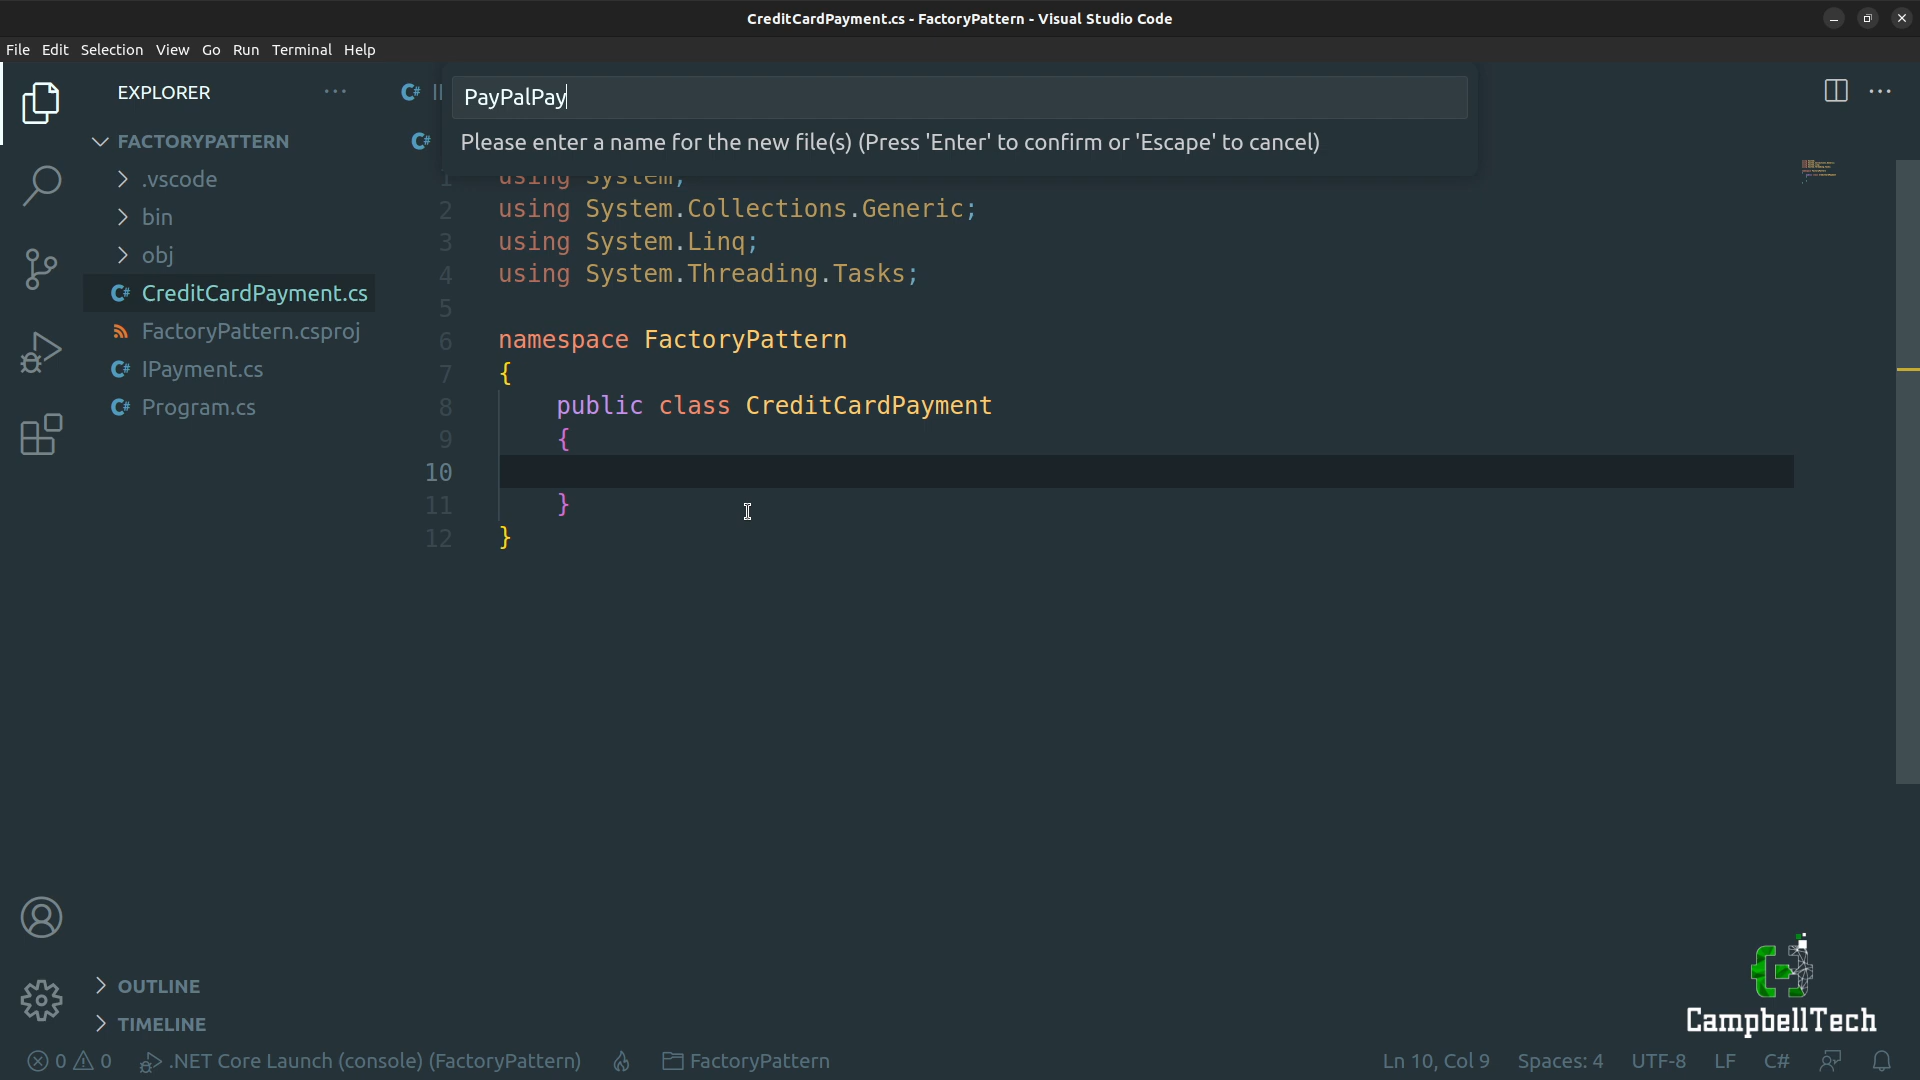 CreditCardPayment.cs - FactoryPattern - Visual Studio Code
File Edit Selection View Go Run Terminal Help
EXPLORER
PayPalPay
Please enter a name for the new file(s) (Press 'Enter' to confirm or 'Escape' to cancel)
FACTORYPATTERN
.vscode
bin
obj
CreditCardPayment.cs
FactoryPattern.csproj
IPayment.cs
Program.cs
1 using System;
2 using System.Collections.Generic;
3 using System.Linq;
4 using System.Threading.Tasks;
5
6 namespace FactoryPattern
7 {
8 public class CreditCardPayment
9 {
10
11 }
12 }
OUTLINE
TIMELINE
CampbellTech
0 0 .NET Core Launch (console) (FactoryPattern) FactoryPattern Ln 10, Col 9 Spaces: 4 UTF-8 LF C#